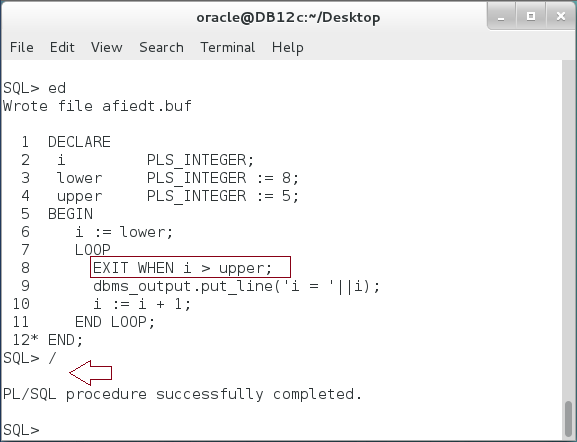 oracle@DB12c:~/Desktop
File Edit View Search Terminal Help
SQL> ed
Wrote file afiedt.buf
1 DECLARE
2 i PLS_INTEGER;
3 lower PLS_INTEGER := 8;
4 upper PLS_INTEGER := 5;
5 BEGIN
6 i := lower;
7 LOOP
8 EXIT WHEN i > upper;
9 dbms_output.put_line('i = '||i);
10 i := i + 1;
11 END LOOP;
12* END;
SQL> /
PL/SQL procedure successfully completed.
SQL>